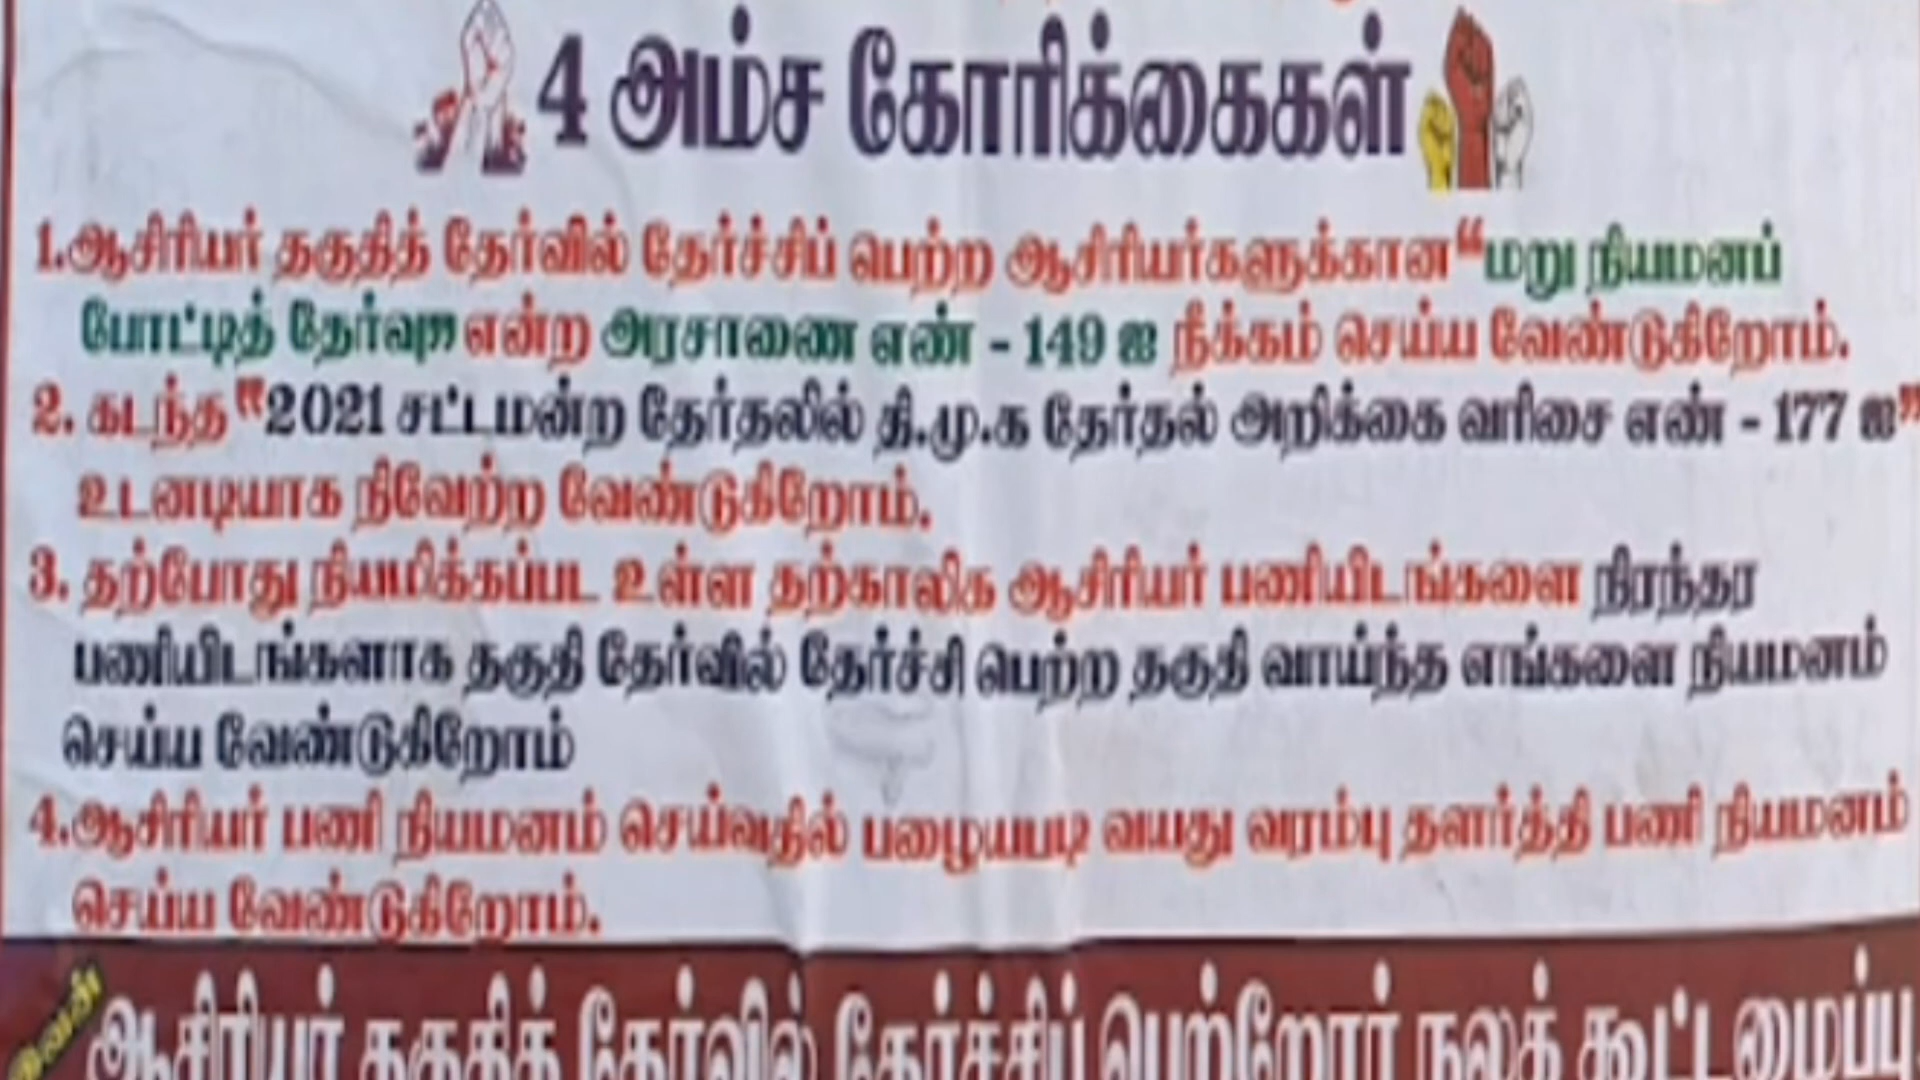 4 அம்ச கோரிக்கைகள்
1.ஆசிரியர் தகுதித் தேர்வில் தேர்ச்சிப் பெற்ற ஆசிரியர்களுக்கான “மறு நியமனப்
போட்டித் தேர்வு” என்ற அரசாணை எண் - 149 ஐ நீக்கம் செய்ய வேண்டுகிறோம்.
2. கடந்த "2021 சட்டமன்ற தேர்தலில் தி.மு.க தேர்தல் அறிக்கை வரிசை எண் - 177 ஐ"
உடனடியாக நிவேற்ற வேண்டுகிறோம்.
3. தற்போது நியமிக்கப்பட உள்ள தற்காலிக ஆசிரியர் பணியிடங்களை நிரந்தர
பணியிடங்களாக தகுதி தேர்வில் தேர்ச்சி பெற்ற தகுதி வாய்ந்த எங்களை நியமனம்
செய்ய வேண்டுகிறோம்
4.ஆசிரியர் பணி நியமனம் செய்வதில் பழையபடி வயது வரம்பு தளர்த்தி பணி நியமனம்
செய்ய வேண்டுகிறோம்.
ஆசிரியர் தகுதித் தேர்வில் தேர்ச்சிப் பெற்றோர் நலக் கூட்டமைப்பு